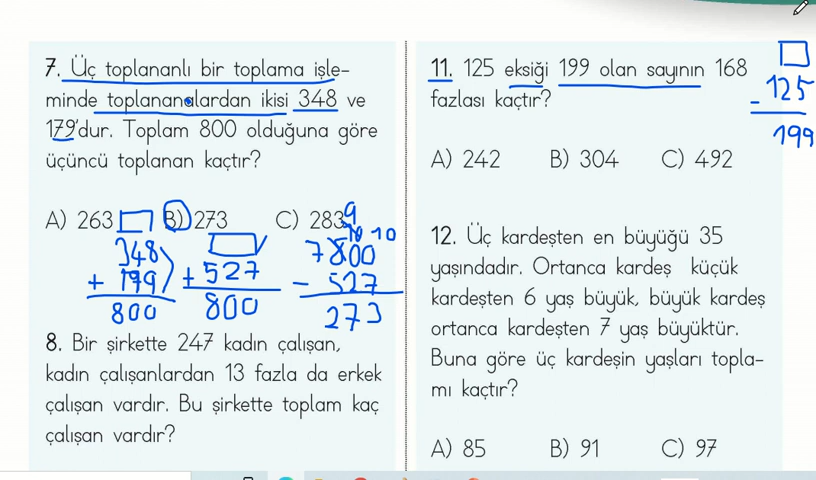 7. Üç toplananlı bir toplama işle-
minde toplananlardan ikisi 348 ve
179'dur. Toplam 800 olduğuna göre
üçüncü toplanan kaçtır?
A) 263 B) 273 C) 283
348
+ 179
800
+ 527
800
9
10 10
7 800
- 527
273
8. Bir şirkette 247 kadın çalışan,
kadın çalışanlardan 13 fazla da erkek
çalışan vardır. Bu şirkette toplam kaç
çalışan vardır?
11. 125 eksiği 199 olan sayının 168
fazlası kaçtır?
125
- 
199
A) 242 B) 304 C) 492
12. Üç kardeşten en büyüğü 35
yaşındadır. Ortanca kardeş küçük
kardeşten 6 yaş büyük, büyük kardeş
ortanca kardeşten 7 yaş büyüktür.
Buna göre üç kardeşin yaşları topla-
mı kaçtır?
A) 85 B) 91 C) 97